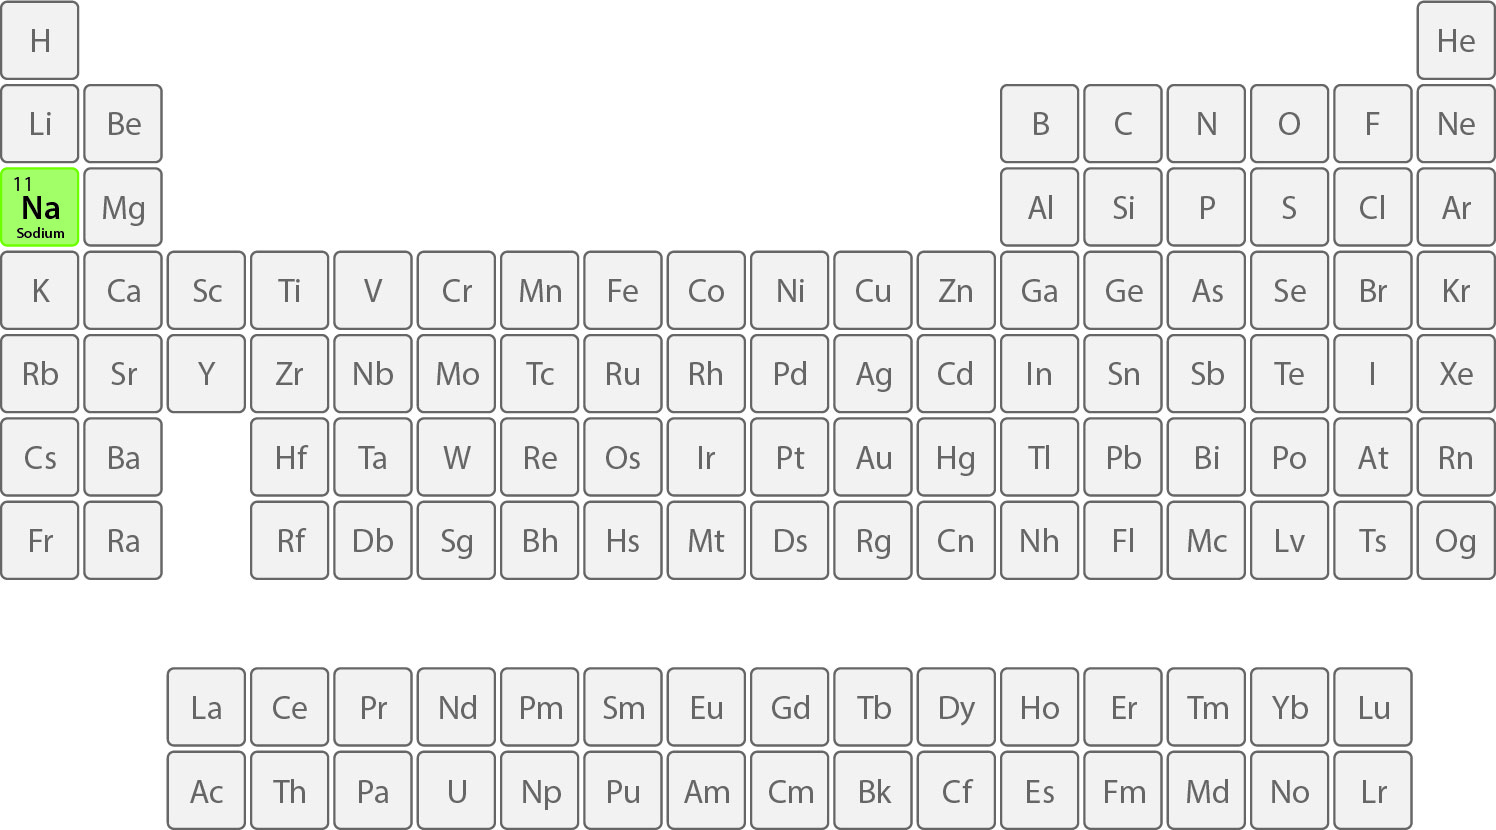 H He
Li Be B C N O F Ne
11
Na Mg Al Si P S Cl Ar
Sodium
K Ca Sc Ti V Cr Mn Fe Co Ni Cu Zn Ga Ge As Se Br Kr
Rb Sr Y Zr Nb Mo Tc Ru Rh Pd Ag Cd In Sn Sb Te I Xe
Cs Ba Hf Ta W Re Os Ir Pt Au Hg Tl Pb Bi Po At Rn
Fr Ra Rf Db Sg Bh Hs Mt Ds Rg Cn Nh Fl Mc Lv Ts Og
La Ce Pr Nd Pm Sm Eu Gd Tb Dy Ho Er Tm Yb Lu
Ac Th Pa U Np Pu Am Cm Bk Cf Es Fm Md No Lr